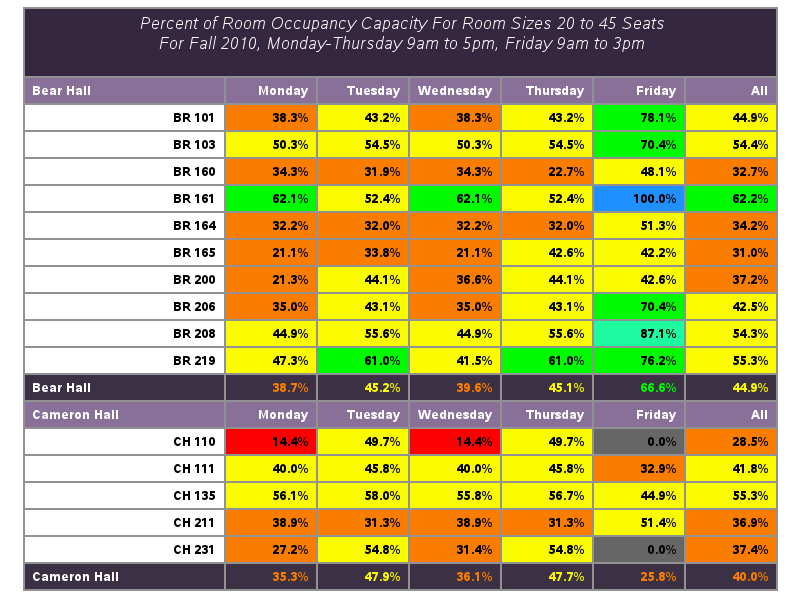 Percent of Room Occupancy Capacity For Room Sizes 20 to 45 Seats
For Fall 2010, Monday-Thursday 9am to 5pm, Friday 9am to 3pm
Bear Hall Monday Tuesday Wednesday Thursday Friday All
BR 101 38.3% 43.2% 38.3% 43.2% 78.1% 44.9%
BR 103 50.3% 54.5% 50.3% 54.5% 70.4% 54.4%
BR 160 34.3% 31.9% 34.3% 22.7% 48.1% 32.7%
BR 161 62.1% 52.4% 62.1% 52.4% 100.0% 62.2%
BR 164 32.2% 32.0% 32.2% 32.0% 51.3% 34.2%
BR 165 21.1% 33.8% 21.1% 42.6% 42.2% 31.0%
BR 200 21.3% 44.1% 36.6% 44.1% 42.6% 37.2%
BR 206 35.0% 43.1% 35.0% 43.1% 70.4% 42.5%
BR 208 44.9% 55.6% 44.9% 55.6% 87.1% 54.3%
BR 219 47.3% 61.0% 41.5% 61.0% 76.2% 55.3%
Bear Hall 38.7% 45.2% 39.6% 45.1% 66.6% 44.9%
Cameron Hall Monday Tuesday Wednesday Thursday Friday All
CH 110 14.4% 49.7% 14.4% 49.7% 0.0% 28.5%
CH 111 40.0% 45.8% 40.0% 45.8% 32.9% 41.8%
CH 135 56.1% 58.0% 55.8% 56.7% 44.9% 55.3%
CH 211 38.9% 31.3% 38.9% 31.3% 51.4% 36.9%
CH 231 27.2% 54.8% 31.4% 54.8% 0.0% 37.4%
Cameron Hall 35.3% 47.9% 36.1% 47.7% 25.8% 40.0%